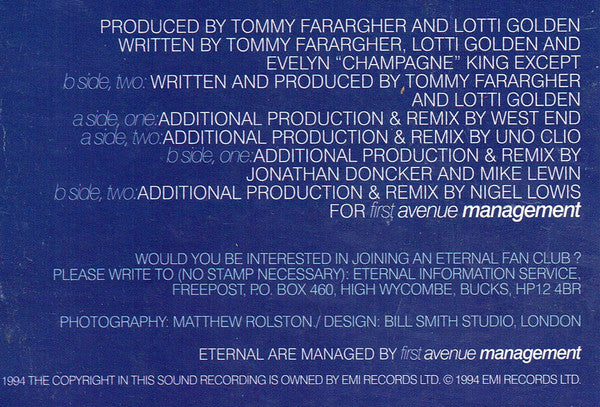 PRODUCED BY TOMMY FARARGHER AND LOTTI GOLDEN
WRITTEN BY TOMMY FARARGHER, LOTTI GOLDEN AND
EVELYN "CHAMPAGNE" KING EXCEPT
b side, two: WRITTEN AND PRODUCED BY TOMMY FARARGHER
AND LOTTI GOLDEN
a side, one: ADDITIONAL PRODUCTION & REMIX BY WEST END
a side, two: ADDITIONAL PRODUCTION & REMIX BY UNO CLIO
b side, one: ADDITIONAL PRODUCTION & REMIX BY
JONATHAN DONCKER AND MIKE LEWIN
b side, two: ADDITIONAL PRODUCTION & REMIX BY NIGEL LOWIS
FOR first avenue management
WOULD YOU BE INTERESTED IN JOINING AN ETERNAL FAN CLUB ?
PLEASE WRITE TO (NO STAMP NECESSARY): ETERNAL INFORMATION SERVICE,
FREEPOST, P.O. BOX 460, HIGH WYCOMBE, BUCKS, HP12 4BR
PHOTOGRAPHY: MATTHEW ROLSTON./ DESIGN: BILL SMITH STUDIO, LONDON
ETERNAL ARE MANAGED BY first avenue management
1994 THE COPYRIGHT IN THIS SOUND RECORDING IS OWNED BY EMI RECORDS LTD. © 1994 EMI RECORDS LTD.